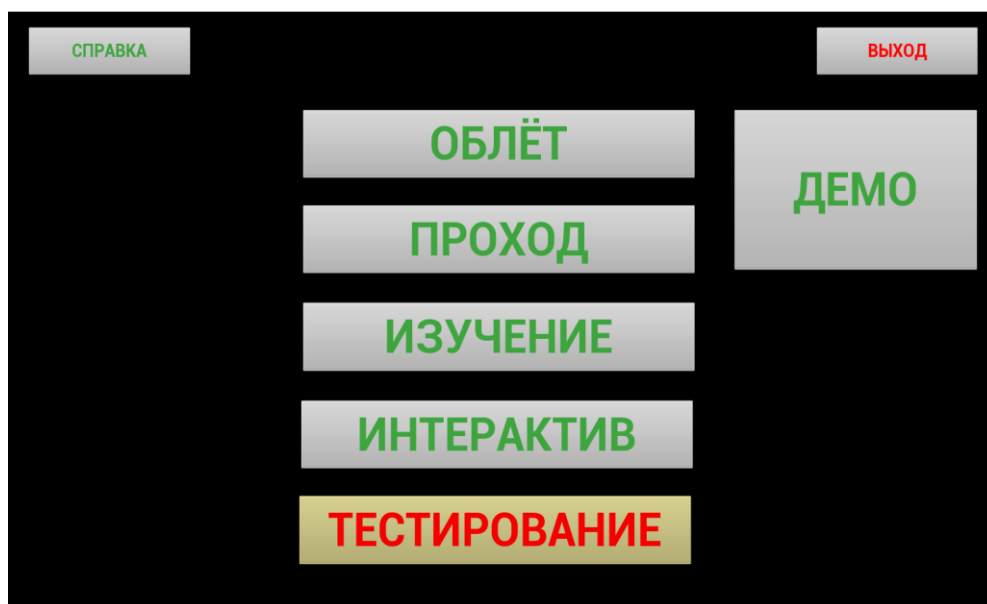 СПРАВКА
ВЫХОД
ОБЛЁТ
ДЕМО
ПРОХОД
ИЗУЧЕНИЕ
ИНТЕРАКТИВ
ТЕСТИРОВАНИЕ